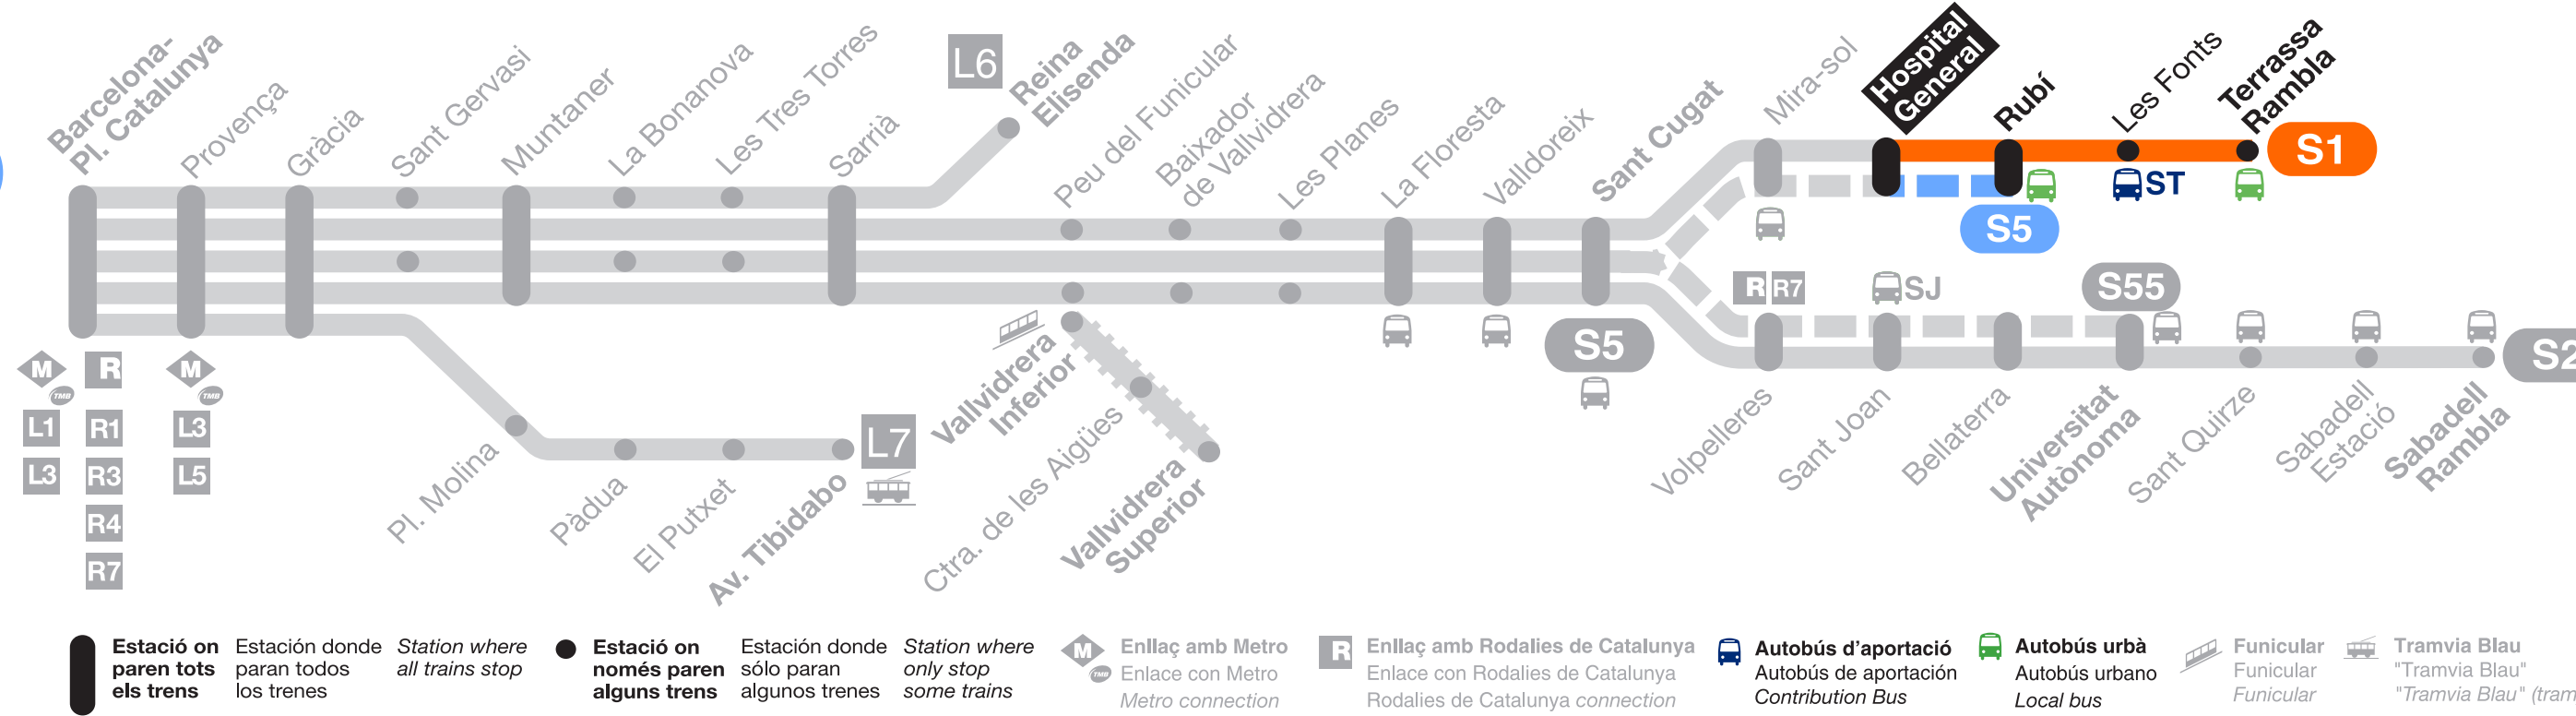 Barcelona-
Pl. Catalunya
Provença
Gràcia
Sant Gervasi
Muntaner
La Bonanova
Les Tres Torres
Sarrià
L6
Reina
Elisenda
Peu del Funicular
Baixador
de Vallvidrera
Les Planes
La Floresta
Valldoreix
Sant Cugat
Mira-sol
Hospital
General
Rubí
Les Fonts
Terrassa
Rambla
S1
ST
S5
R R7
SJ
S55
S5
S2
M
TMB
L1
L3
R
R1
R3
R4
R7
M
TMB
L3
L5
Pl. Molina
Pàdua
El Putxet
Av. Tibidabo
L7
Vallvidrera
Inferior
Ctra. de les Aigües
Vallvidrera
Superior
Volpelleres
Sant Joan
Bellaterra
Universitat
Autònoma
Sant Quirze
Sabadell
Estació
Sabadell
Rambla
Estació on
paren tots
els trens
Estación donde
paran todos
los trenes
Station where
all trains stop
Estació on
només paren
alguns trens
Estación donde
sólo paran
algunos trenes
Station where
only stop
some trains
M
TMB
Enllaç amb Metro
Enlace con Metro
Metro connection
R
Enllaç amb Rodalies de Catalunya
Enlace con Rodalies de Catalunya
Rodalies de Catalunya connection
Autobús d'aportació
Autobús de aportación
Contribution Bus
Autobús urbà
Autobús urbano
Local bus
Funicular
Funicular
Funicular
Tramvia Blau
"Tramvia Blau"
"Tramvia Blau" (tram